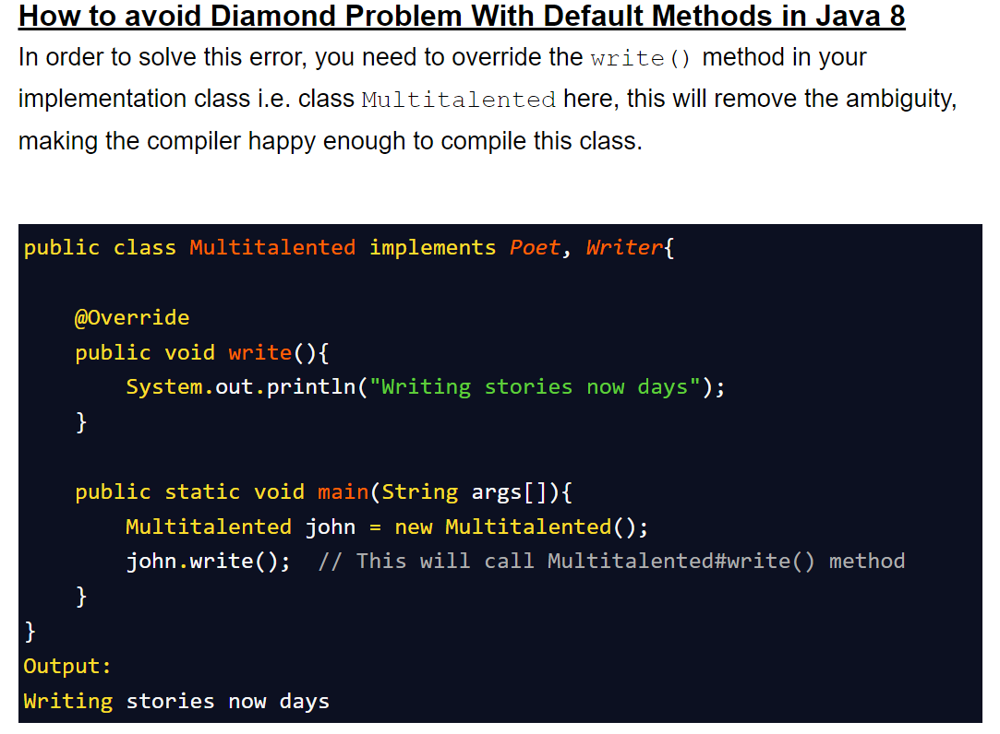 How to avoid Diamond Problem With Default Methods in Java 8
In order to solve this error, you need to override the write() method in your
implementation class i.e. class Multitalented here, this will remove the ambiguity,
making the compiler happy enough to compile this class.
public class Multitalented implements Poet, Writer{
@Override
public void write(){
System.out.println("Writing stories now days");
}
public static void main(String args[]){
Multitalented john = new Multitalented();
john.write();  // This will call Multitalented#write() method
}
}
Output:
Writing stories now days